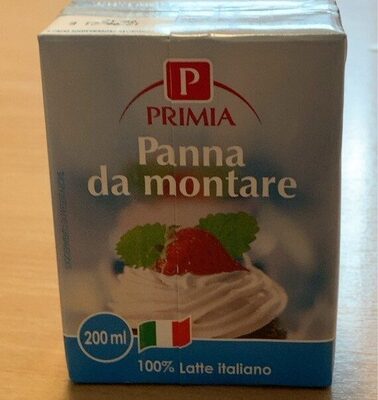 P
PRIMIA
Panna
da montare
200 ml
100% Latte italiano